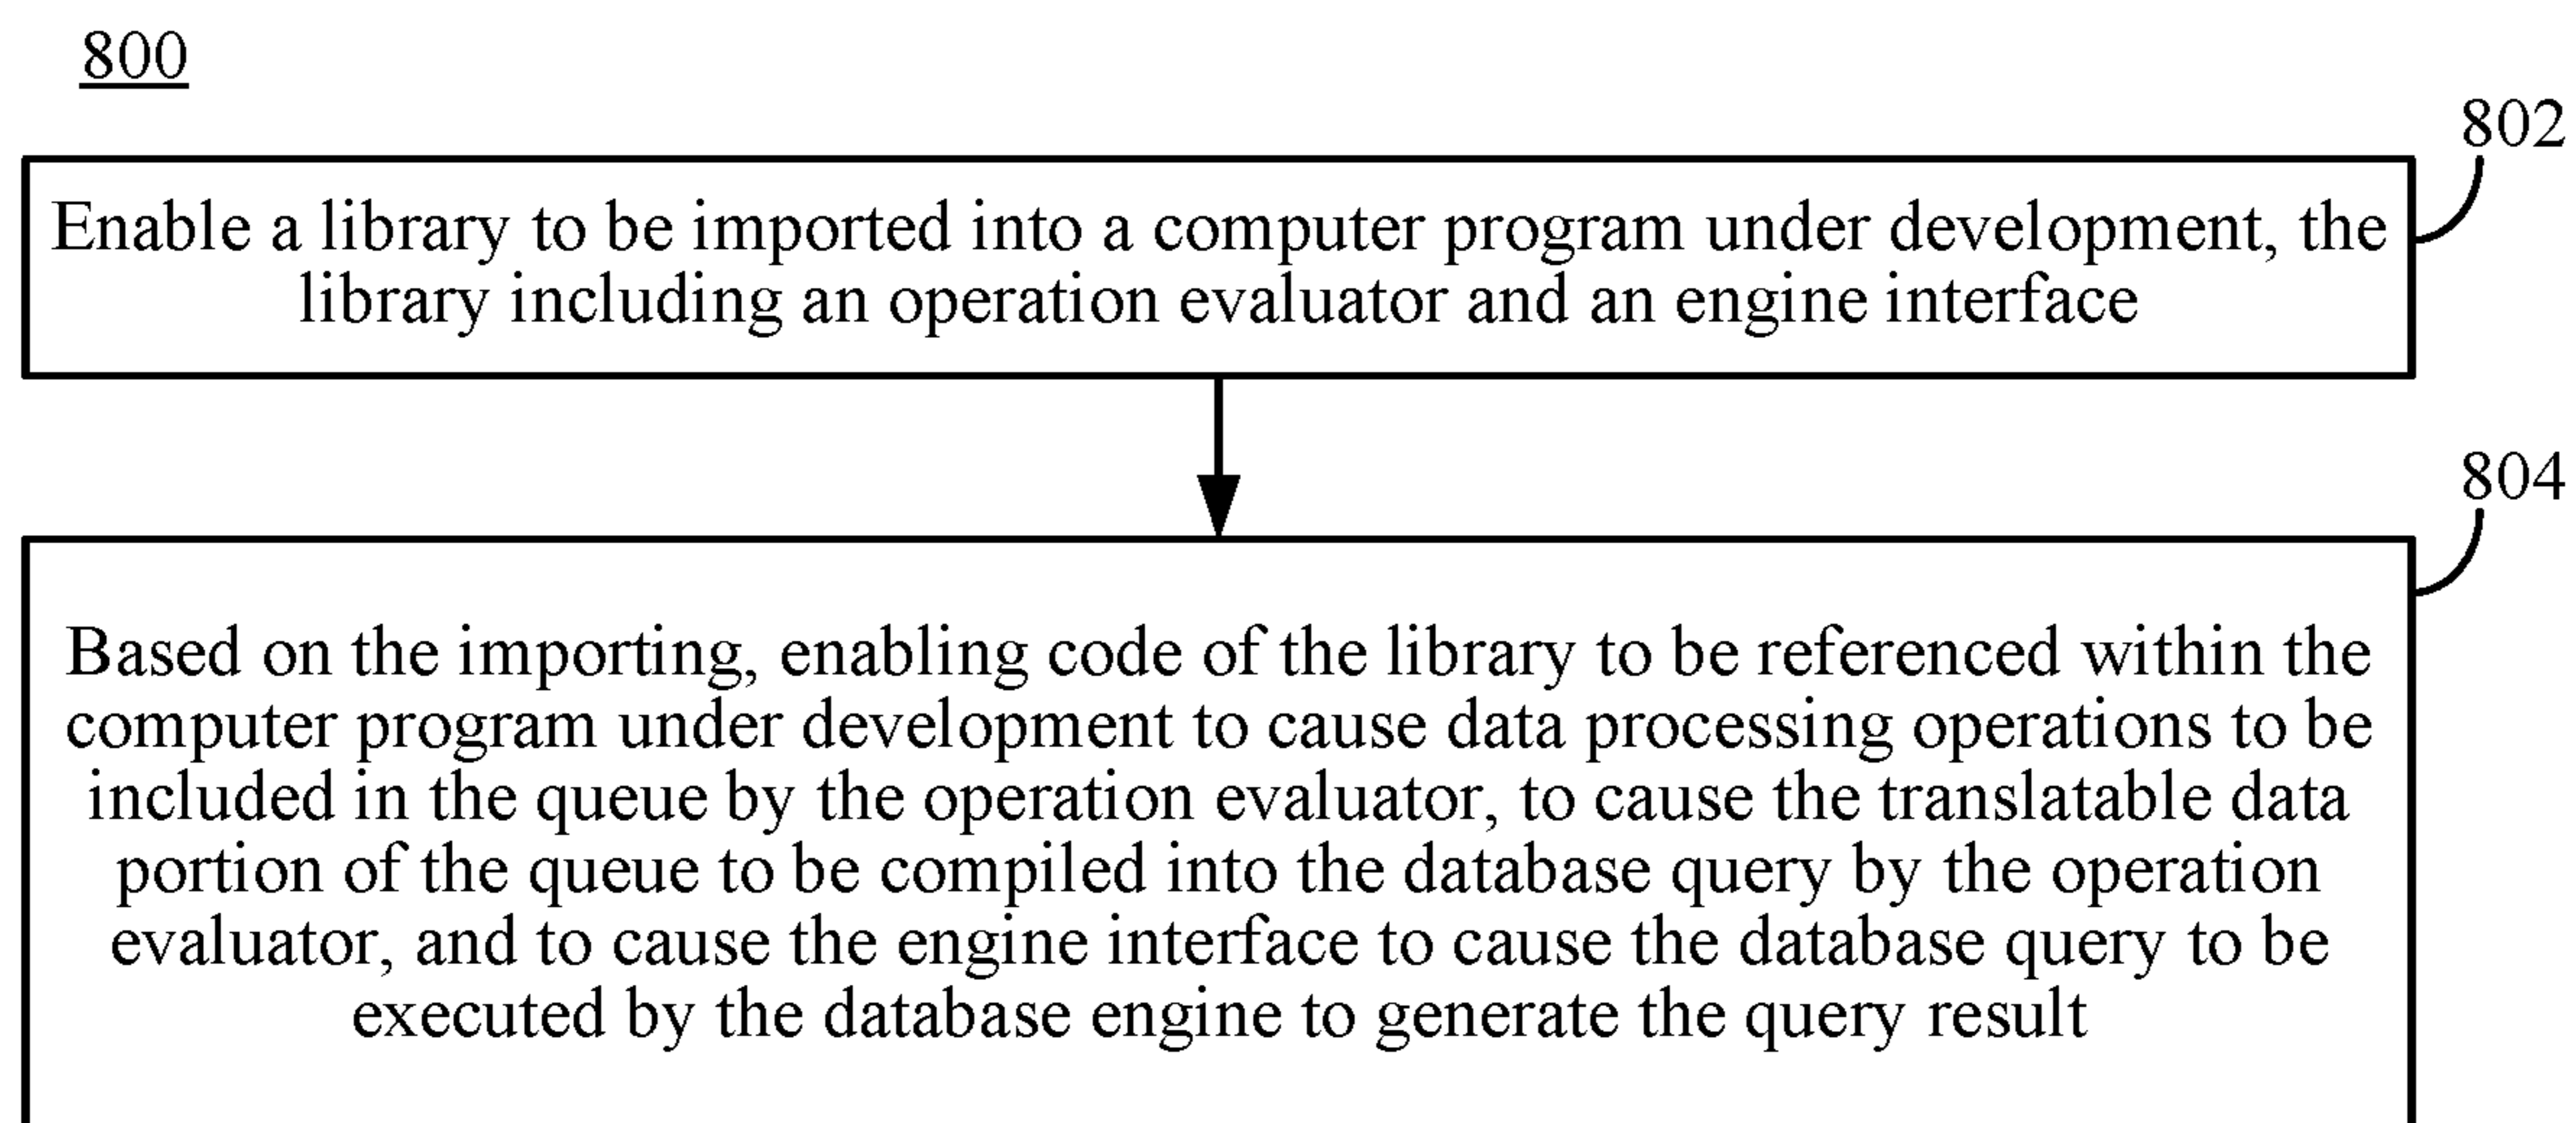 800
802
Enable a library to be imported into a computer program under development, the
library including an operation evaluator and an engine interface
804
Based on the importing, enabling code of the library to be referenced within the
computer program under development to cause data processing operations to be
included in the queue by the operation evaluator, to cause the translatable data
portion of the queue to be compiled into the database query by the operation
evaluator, and to cause the engine interface to cause the database query to be
executed by the database engine to generate the query result